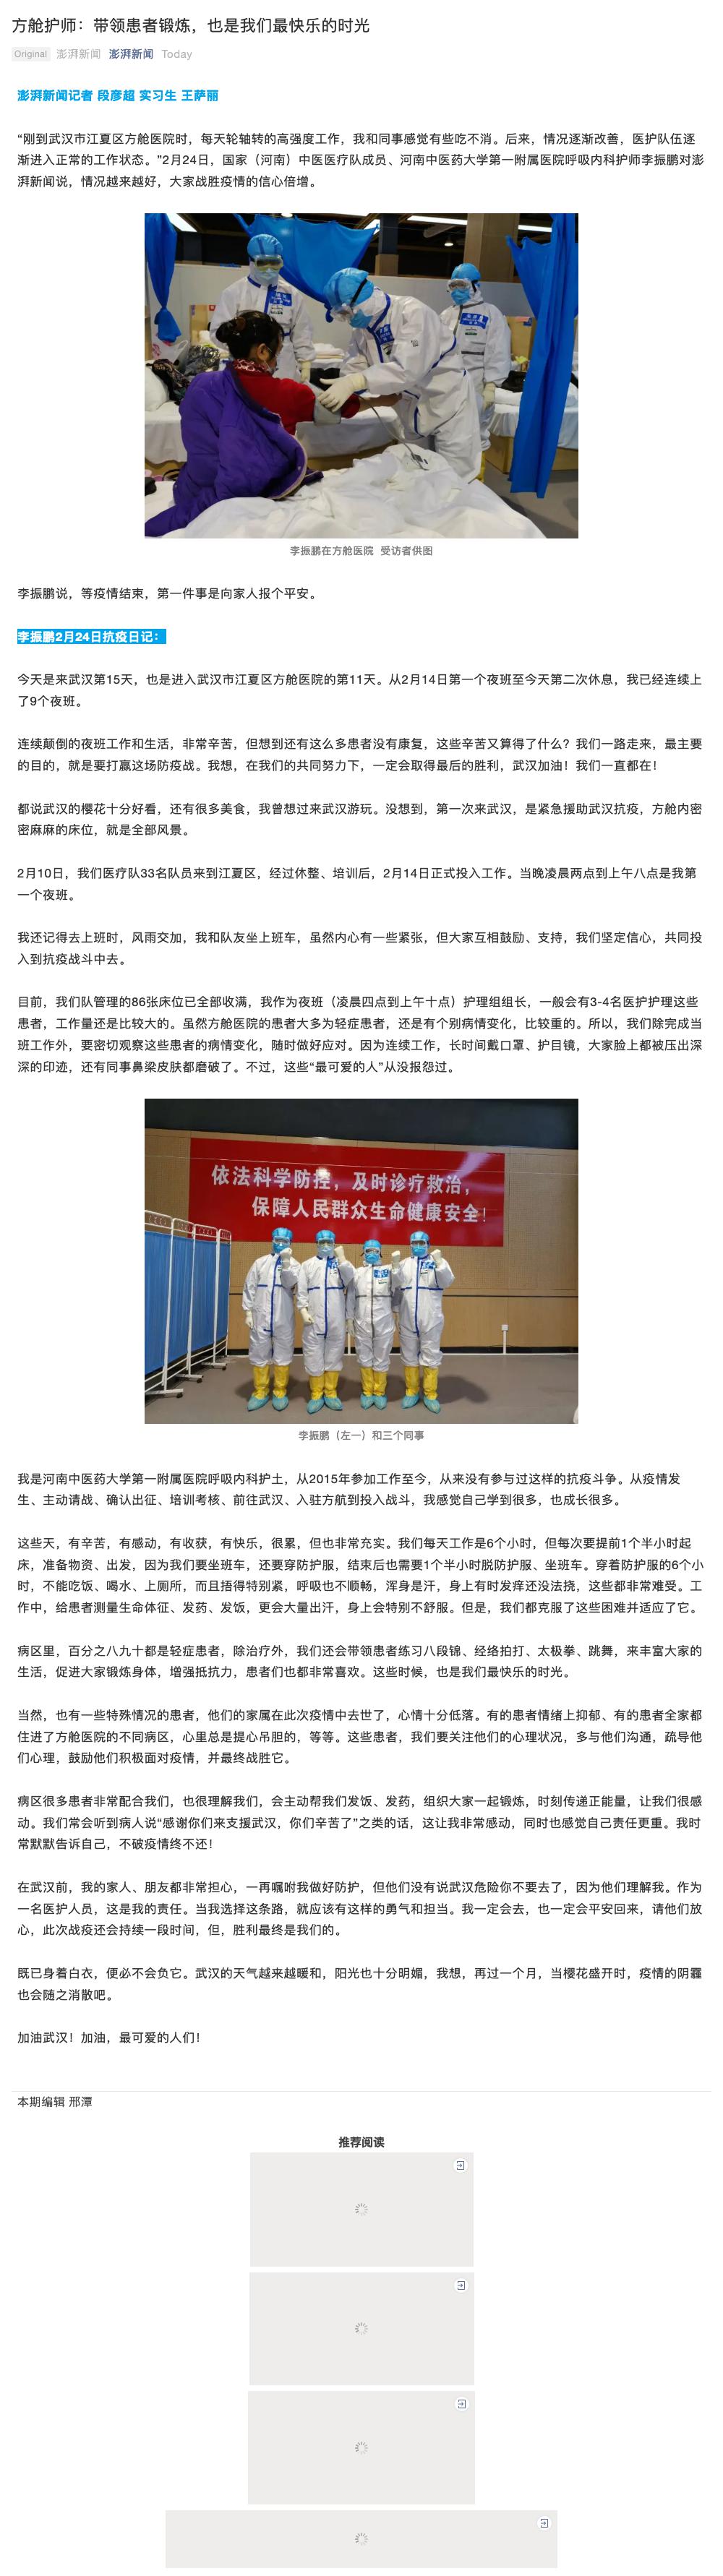 方舱护师：带领患者锻炼，也是我们最快乐的时光
Original 澎湃新闻 澎湃新闻 Today
澎湃新闻记者 段彦超 实习生 王萨丽
“刚到武汉市江夏区方舱医院时，每天轮轴转的高强度工作，我和同事感觉有些吃不消。后来，情况逐渐改善，医护队伍逐
渐进入正常的工作状态。”2月24日，国家（河南）中医医疗队成员、河南中医药大学第一附属医院呼吸内科护师李振鹏对澎
湃新闻说，情况越来越好，大家战胜疫情的信心倍增。
李振鹏在方舱医院 受访者供图
李振鹏说，等疫情结束，第一件事是向家人报个平安。
李振鹏2月24日抗疫日记：
今天是来武汉第15天，也是进入武汉市江夏区方舱医院的第11天。从2月14日第一个夜班至今天第二次休息，我已经连续上
了9个夜班。
连续颠倒的夜班工作和生活，非常辛苦，但想到还有这么多患者没有康复，这些辛苦又算得了什么？我们一路走来，最主要
的目的，就是要打赢这场防疫战。我想，在我们的共同努力下，一定会取得最后的胜利，武汉加油！我们一直都在！
都说武汉的樱花十分好看，还有很多美食，我曾想过来武汉游玩。没想到，第一次来武汉，是紧急援助武汉抗疫，方舱内密
密麻麻的床位，就是全部风景。
2月10日，我们医疗队33名队员来到江夏区，经过休整、培训后，2月14日正式投入工作。当晚凌晨两点到上午八点是我第
一个夜班。
我还记得去上班时，风雨交加，我和队友坐上班车，虽然内心有一些紧张，但大家互相鼓励、支持，我们坚定信心，共同投
入到抗疫战斗中去。
目前，我们队管理的86张床位已全部收满，我作为夜班（凌晨四点到上午十点）护理组组长，一般会有3-4名医护护理这些
患者，工作量还是比较大的。虽然方舱医院的患者大多为轻症患者，还是有个别病情变化，比较重的。所以，我们除完成当
班工作外，要密切观察这些患者的病情变化，随时做好应对。因为连续工作，长时间戴口罩、护目镜，大家脸上都被压出深
深的印迹，还有同事鼻梁皮肤都磨破了。不过，这些“最可爱的人”从没报怨过。
依法科学防控，及时诊疗救治，
保障人民群众生命健康安全！
李振鹏（左一）和三个同事
我是河南中医药大学第一附属医院呼吸内科护士，从2015年参加工作至今，从来没有参与过这样的抗疫斗争。从疫情发
生、主动请战、确认出征、培训考核、前往武汉、入驻方航到投入战斗，我感觉自己学到很多，也成长很多。
这些天，有辛苦，有感动，有收获，有快乐，很累，但也非常充实。我们每天工作是6个小时，但每次要提前1个半小时起
床，准备物资、出发，因为我们要坐班车，还要穿防护服，结束后也需要1个半小时脱防护服、坐班车。穿着防护服的6个小
时，不能吃饭、喝水、上厕所，而且捂得特别紧，呼吸也不顺畅，浑身是汗，身上有时发痒还没法挠，这些都非常难受。工
作中，给患者测量生命体征、发药、发饭，更会大量出汗，身上会特别不舒服。但是，我们都克服了这些困难并适应了它。
病区里，百分之八九十都是轻症患者，除治疗外，我们还会带领患者练习八段锦、经络拍打、太极拳、跳舞，来丰富大家的
生活，促进大家锻炼身体，增强抵抗力，患者们也都非常喜欢。这些时候，也是我们最快乐的时光。
当然，也有一些特殊情况的患者，他们的家属在此次疫情中去世了，心情十分低落。有的患者情绪上抑郁、有的患者全家都
住进了方舱医院的不同病区，心里总是提心吊胆的，等等。这些患者，我们要关注他们的心理状况，多与他们沟通，疏导他
们心理，鼓励他们积极面对疫情，并最终战胜它。
病区很多患者非常配合我们，也很理解我们，会主动帮我们发饭、发药，组织大家一起锻炼，时刻传递正能量，让我们很感
动。我们常会听到病人说“感谢你们来支援武汉，你们辛苦了”之类的话，这让我非常感动，同时也感觉自己责任更重。我时
常默默告诉自己，不破疫情终不还！
在武汉前，我的家人、朋友都非常担心，一再嘱咐我做好防护，但他们没有说武汉危险你不要去了，因为他们理解我。作为
一名医护人员，这是我的责任。当我选择这条路，就应该有这样的勇气和担当。我一定会去，也一定会平安回来，请他们放
心，此次战疫还会持续一段时间，但，胜利最终是我们的。
既已身着白衣，便必不会负它。武汉的天气越来越暖和，阳光也十分明媚，我想，再过一个月，当樱花盛开时，疫情的阴霾
也会随之消散吧。
加油武汉！加油，最可爱的人们！
本期编辑 邢潭
推荐阅读